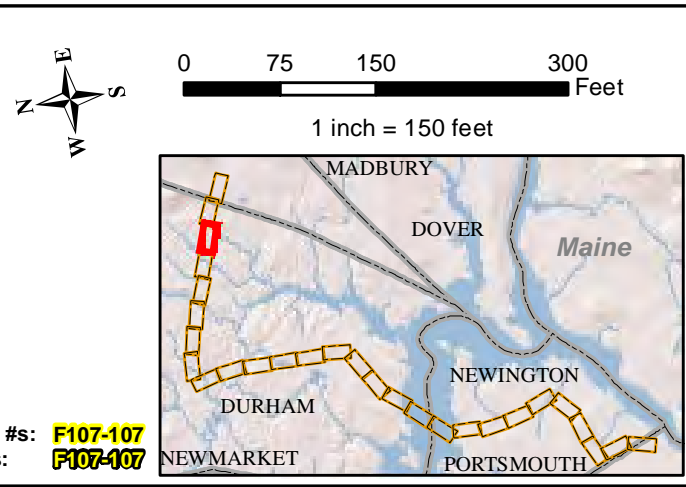 E
N S
W
0 75 150 300
Feet
1 inch = 150 feet
MADBURY
DOVER
Maine
NEWINGTON
DURHAM
NEWMARKET
PORTSMOUTH
#s: F107-107
s: F107-107